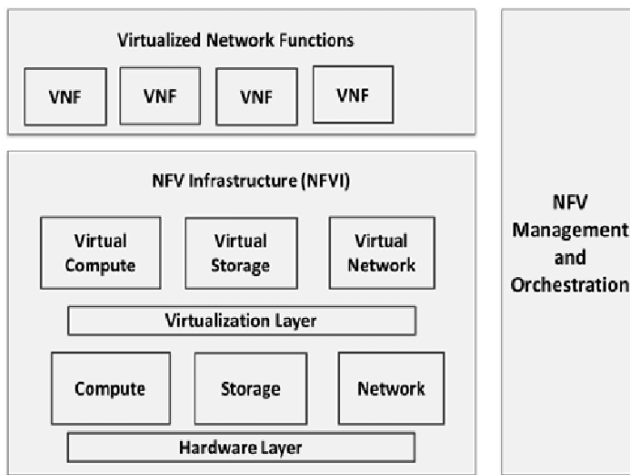 Virtualized Network Functions
VNF
VNF
VNF
VNF
NFV Infrastructure (NFVI)
Virtual
Compute
Virtual
Storage
Virtual
Network
Virtualization Layer
Compute
Storage
Network
Hardware Layer
NFV
Management
and
Orchestration